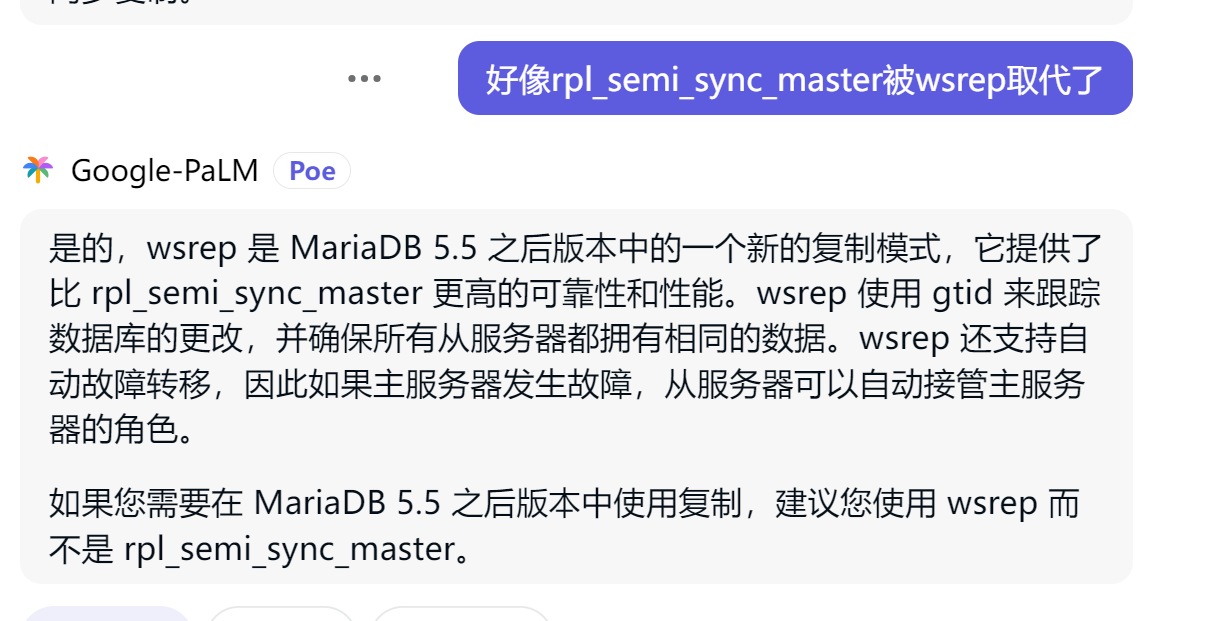 好像rpl_semi_sync_master被wsrep取代了
Google-PaLM Poe
是的，wsrep 是 MariaDB 5.5 之后版本中的一个新的复制模式，它提供了
比 rpl_semi_sync_master 更高的可靠性和性能。wsrep 使用 gtid 来跟踪
数据库的更改，并确保所有从服务器都拥有相同的数据。wsrep 还支持自
动故障转移，因此如果主服务器发生故障，从服务器可以自动接管主服务
器的角色。
如果您需要在 MariaDB 5.5 之后版本中使用复制，建议您使用 wsrep 而
不是 rpl_semi_sync_master。